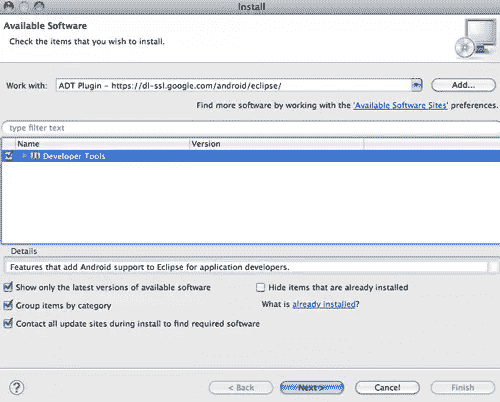 Install
Available Software
Check the items that you wish to install.
Work with: ADT Plugin - https://dl-ssl.google.com/android/eclipse/ Add...
Find more software by working with the 'Available Software Sites' preferences.
type filter text
Name Version
Developer Tools
Details
Features that add Android support to Eclipse for application developers.
Show only the latest versions of available software Hide items that are already installed
Group items by category What is already installed?
Contact all update sites during install to find required software
? < Back Next > Cancel Finish